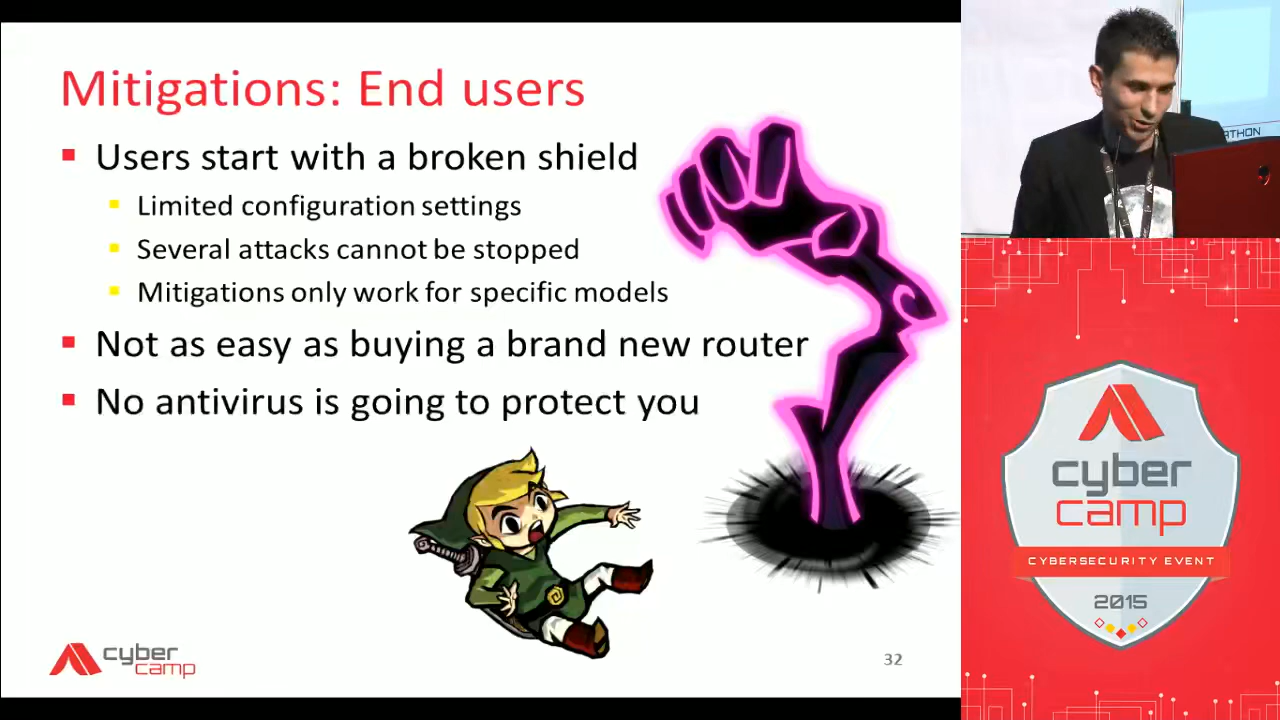 Mitigations: End users
Users start with a broken shield
Limited configuration settings
Several attacks cannot be stopped
Mitigations only work for specific models
Not as easy as buying a brand new router
No antivirus is going to protect you
cyber
camp
32
ATHON
cyber
camp
CYBERSECURITY EVENT
2015